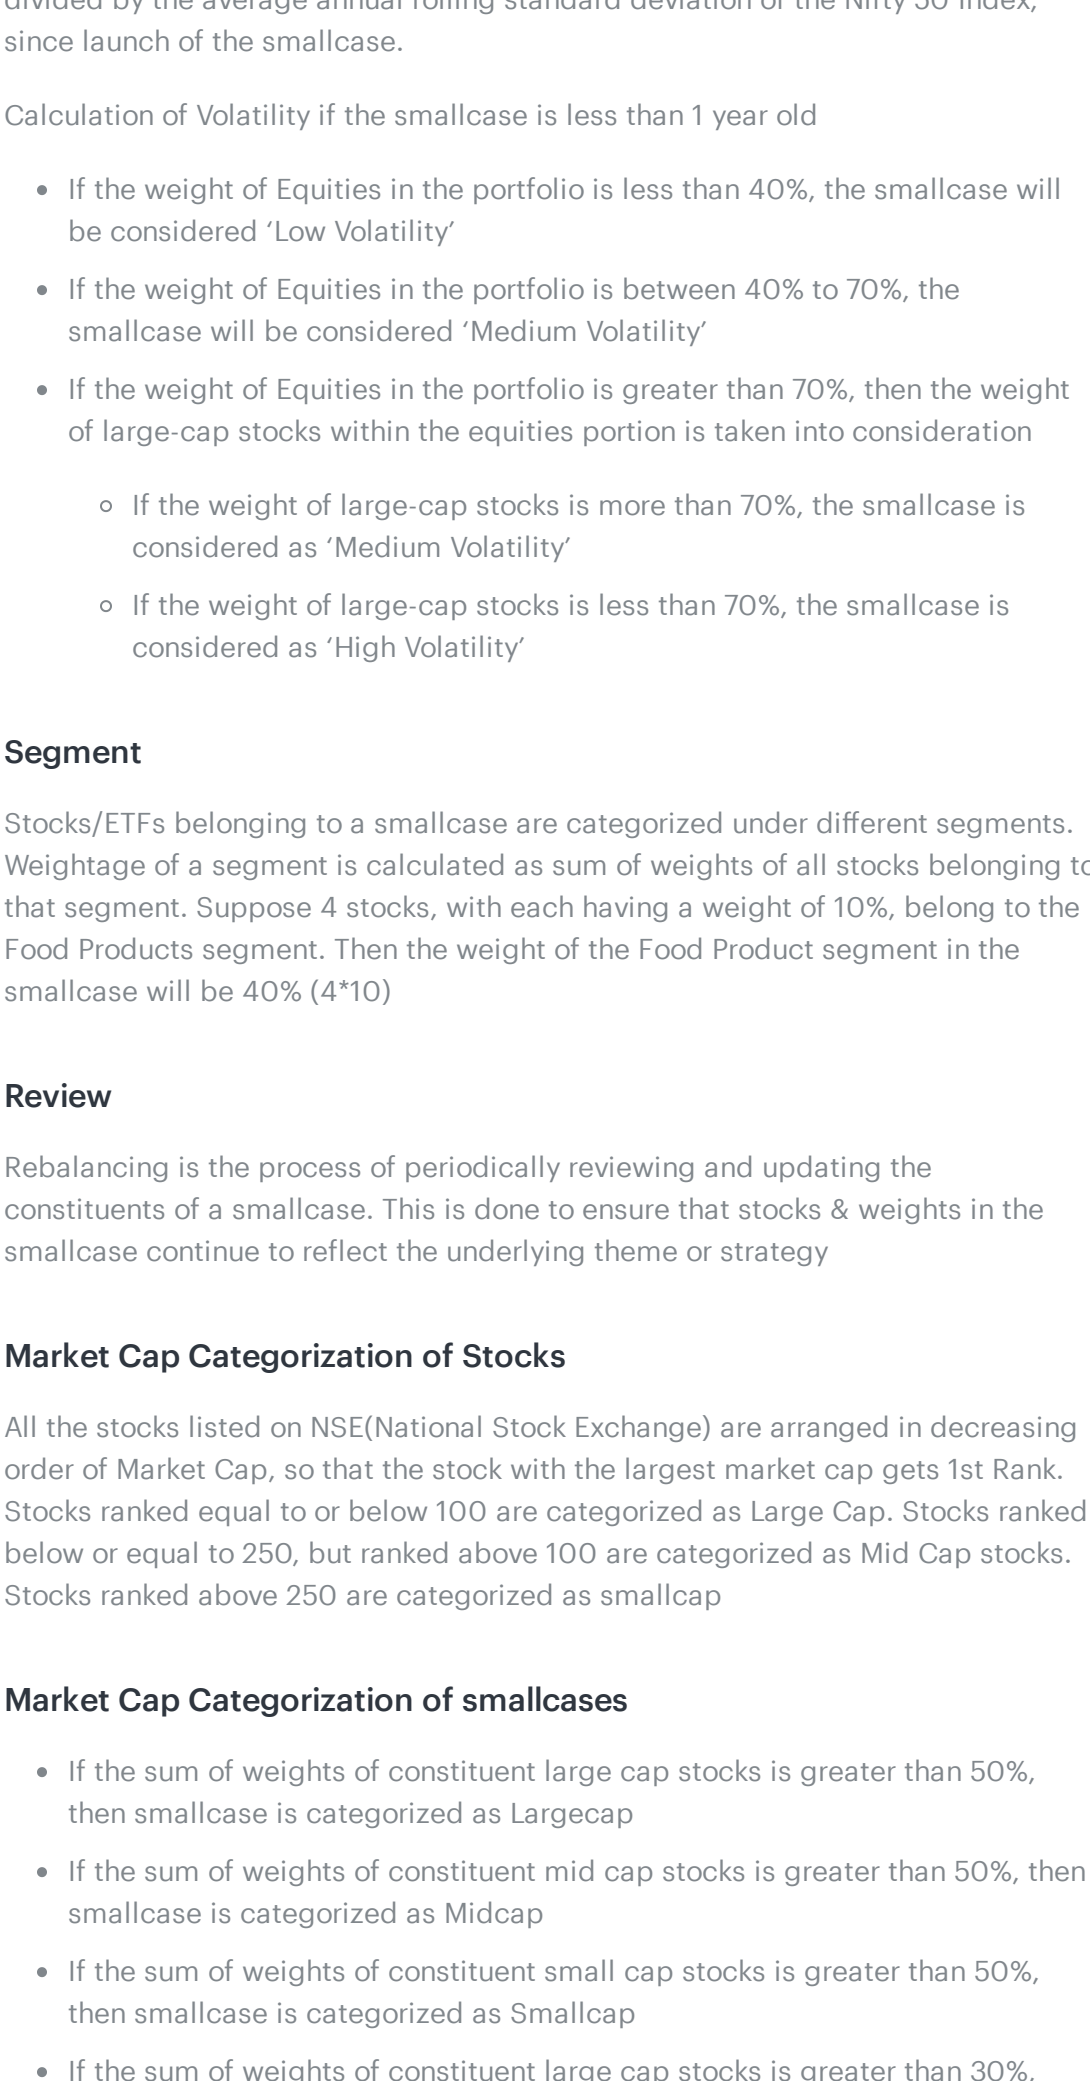 divided by the average annual rolling standard deviation of the Nifty 50 Index,
since launch of the smallcase.
Calculation of Volatility if the smallcase is less than 1 year old
If the weight of Equities in the portfolio is less than 40%, the smallcase will
be considered ‘Low Volatility’
If the weight of Equities in the portfolio is between 40% to 70%, the
smallcase will be considered ‘Medium Volatility’
If the weight of Equities in the portfolio is greater than 70%, then the weight
of large-cap stocks within the equities portion is taken into consideration
If the weight of large-cap stocks is more than 70%, the smallcase is
considered as ‘Medium Volatility’
If the weight of large-cap stocks is less than 70%, the smallcase is
considered as ‘High Volatility’
Segment
Stocks/ETFs belonging to a smallcase are categorized under different segments.
Weightage of a segment is calculated as sum of weights of all stocks belonging to
that segment. Suppose 4 stocks, with each having a weight of 10%, belong to the
Food Products segment. Then the weight of the Food Product segment in the
smallcase will be 40% (4*10)
Review
Rebalancing is the process of periodically reviewing and updating the
constituents of a smallcase. This is done to ensure that stocks & weights in the
smallcase continue to reflect the underlying theme or strategy
Market Cap Categorization of Stocks
All the stocks listed on NSE(National Stock Exchange) are arranged in decreasing
order of Market Cap, so that the stock with the largest market cap gets 1st Rank.
Stocks ranked equal to or below 100 are categorized as Large Cap. Stocks ranked
below or equal to 250, but ranked above 100 are categorized as Mid Cap stocks.
Stocks ranked above 250 are categorized as smallcap
Market Cap Categorization of smallcases
If the sum of weights of constituent large cap stocks is greater than 50%,
then smallcase is categorized as Largecap
If the sum of weights of constituent mid cap stocks is greater than 50%, then
smallcase is categorized as Midcap
If the sum of weights of constituent small cap stocks is greater than 50%,
then smallcase is categorized as Smallcap
If the sum of weights of constituent large cap stocks is greater than 30%,